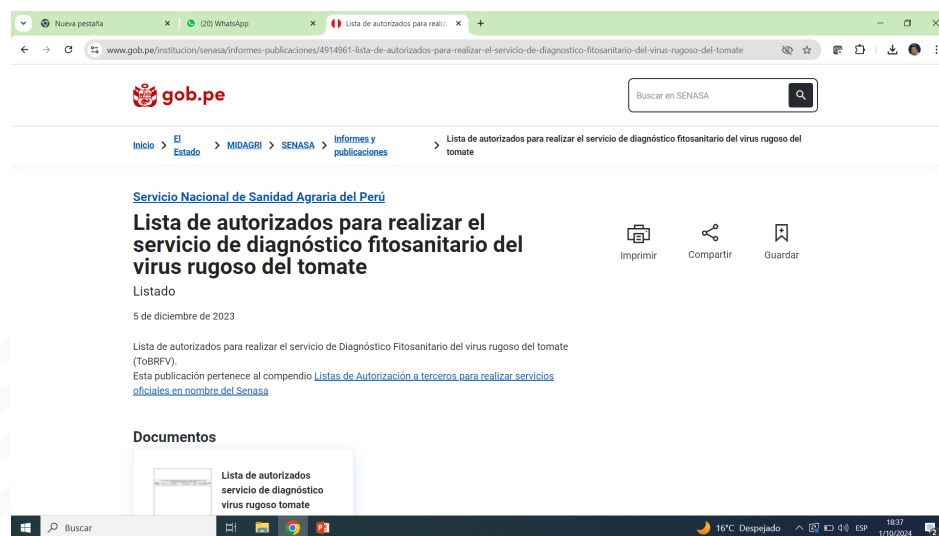 Nueva pestaña
(20) WhatsApp
Lista de autorizados para realiz
www.gob.pe/institucion/senasa/informes-publicaciones/4914961-lista-de-autorizados-para-realizar-el-servicio-de-diagnostico-fitosanitario-del-virus-rugoso-del-tomate
gob.pe
Buscar en SENASA
Inicio > El Estado > MIDAGRI > SENASA > Informes y publicaciones > Lista de autorizados para realizar el servicio de diagnóstico fitosanitario del virus rugoso del
tomate
Servicio Nacional de Sanidad Agraria del Perú
Lista de autorizados para realizar el
servicio de diagnóstico fitosanitario del
virus rugoso del tomate
Imprimir
Compartir
Guardar
Listado
5 de diciembre de 2023
Lista de autorizados para realizar el servicio de Diagnóstico Fitosanitario del virus rugoso del tomate
(ToBRFV).
Esta publicación pertenece al compendio Listas de Autorización a terceros para realizar servicios
oficiales en nombre del Senasa
Documentos
Lista de autorizados
servicio de diagnóstico
virus rugoso tomate
Buscar
16°C Despejado
ESP
18:37
1/10/2024